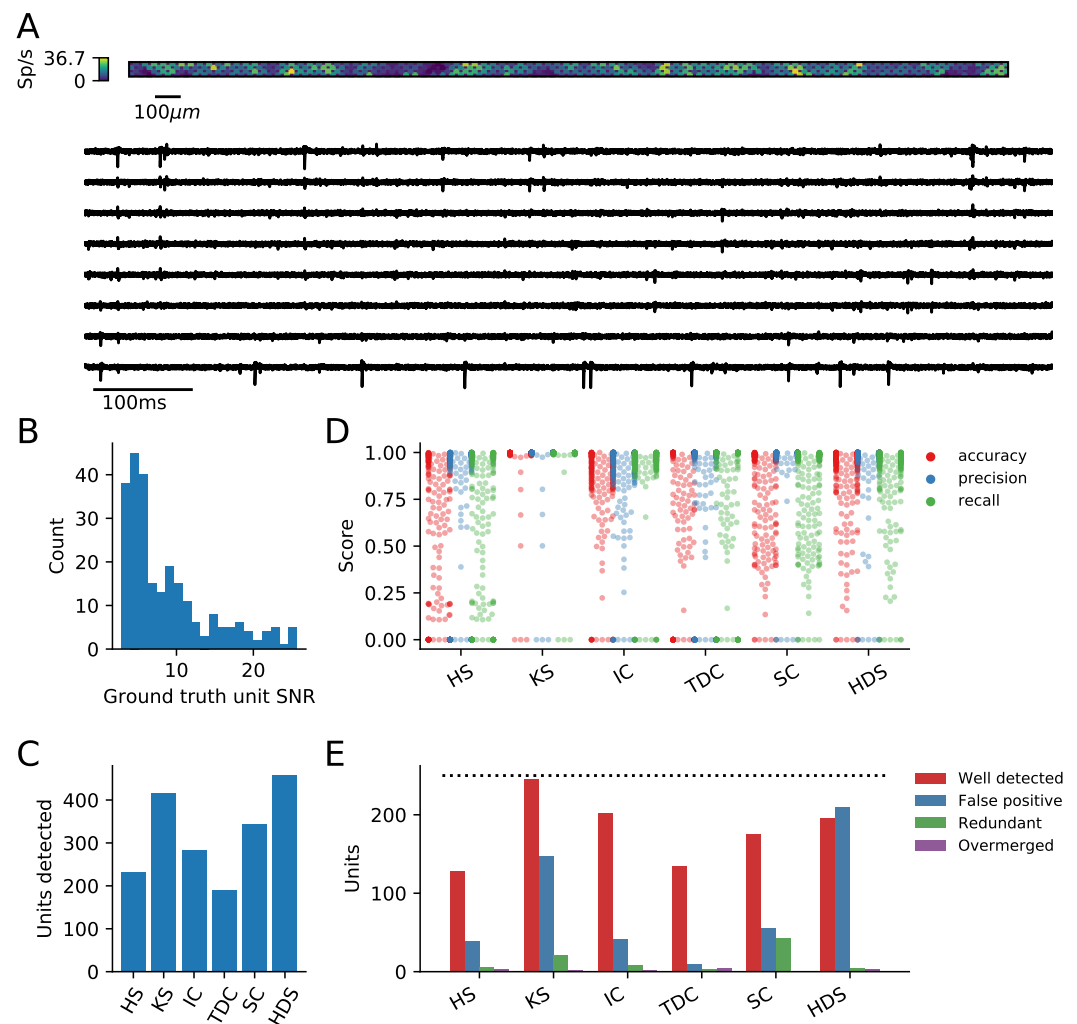 A
Sp/s
36.7
0
100μm
100ms
B
Count
40
30
20
10
0
10 20
Ground truth unit SNR
D
Score
1.00
0.75
0.50
0.25
0.00
HS KS IC TDC SC HDS
accuracy
precision
recall
C
Units detected
400
300
200
100
0
HS KS IC TDC SC HDS
E
Units
200
100
0
HS KS IC TDC SC HDS
Well detected
False positive
Redundant
Overmerged